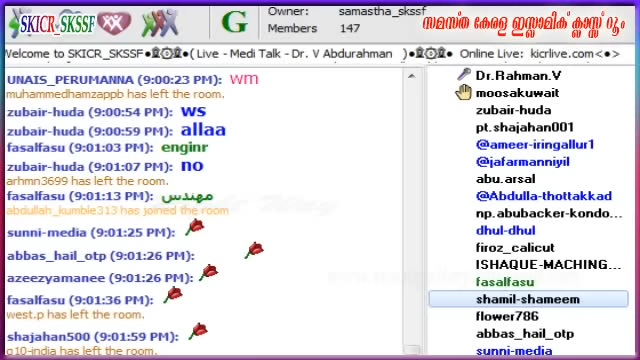 SKICR_SKSSF
G
Owner: samastha_skssf
Members 147
സമസ്ത കേരള ഇസ്ലാമിക് ക്ലാസ്സ് റൂം
Welcome to SKICR_SKSSF ( Live - Medi Talk - Dr. V Abdurahman ) Online Live: kicrlive.com <
UNAIS_PERUMANNA (9:00:23 PM): wm
muhammedhamzappb has left the room.
zubair-huda (9:00:54 PM): ws
zubair-huda (9:00:59 PM): allaa
fasalfasu (9:01:03 PM): enginr
zubair-huda (9:01:07 PM): no
arhmn3699 has left the room.
fasalfasu (9:01:13 PM): مهندس
abdullah_kumble313 has joined the room
sunni-media (9:01:25 PM):
abbas_hail_otp (9:01:26 PM):
azeezyamanee (9:01:26 PM):
fasalfasu (9:01:36 PM):
west.p has left the room.
shajahan500 (9:01:59 PM):
q10-india has left the room.
Dr.Rahman.V
moosakuwait
zubair-huda
pt.shajahan001
@ameer-iringallur1
@jafarmanniyil
abu.arsal
@Abdulla-thottakkad
np.abubacker-kondo...
dhul-dhul
firoz_calicut
ISHAQUE-MACHING...
fasalfasu
shamil-shameem
flower786
abbas_hail_otp
sunni-media